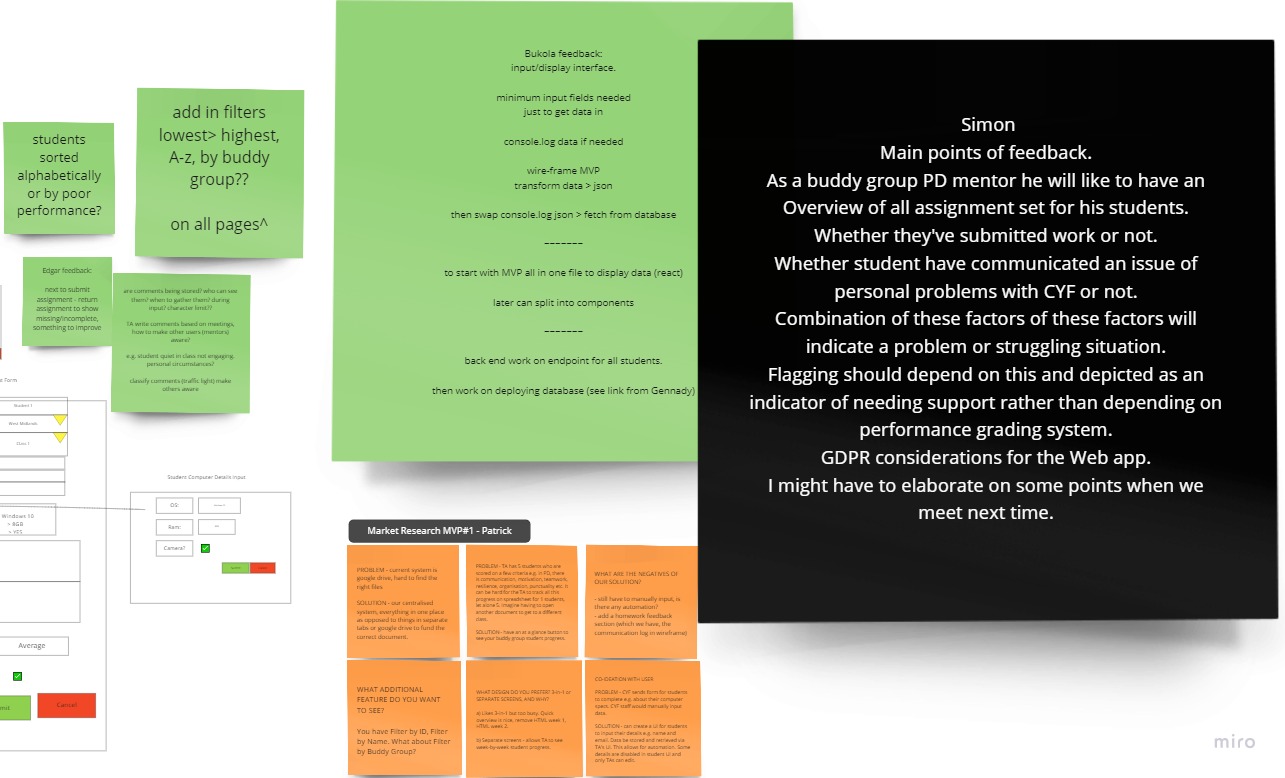 students
sorted
alphabetically
or by poor
performance?
add in filters
lowest> highest,
A-z, by buddy
group??
on all pages^
Edgar feedback:
next to submit
assignment - return
assignment to show
missing/incomplete,
something to improve
are comments being stored? who can see
them? when to gather them? during
input? character limit??
TA write comments based on meetings,
how to make other users (mentors)
aware?
e.g. student quiet in class not engaging.
personal circumstances?
classify comments (traffic light) make
others aware
Bukola feedback:
input/display interface.
minimum input fields needed
just to get data in
console.log data if needed
wire-frame MVP
transform data > json
then swap console.log json > fetch from database
_______
to start with MVP all in one file to display data (react)
later can split into components
_______
back end work on endpoint for all students.
then work on deploying database (see link from Gennady)
Simon
Main points of feedback.
As a buddy group PD mentor he will like to have an
Overview of all assignment set for his students.
Whether they've submitted work or not.
Whether student have communicated an issue of
personal problems with CYF or not.
Combination of these factors of these factors will
indicate a problem or struggling situation.
Flagging should depend on this and depicted as an
indicator of needing support rather than depending on
performance grading system.
GDPR considerations for the Web app.
I might have to elaborate on some points when we
meet next time.
Form
Student 1
West Midlands
Class 1
Windows 10
> 8GB
> YES
Average
Cancel
Student Computer Details Input
OS:
Ram:
Camera?
Market Research MVP#1 - Patrick
PROBLEM - current system is
google drive, hard to find the
right files
SOLUTION - our centralised
system, everything in one place
as opposed to things in separate
tabs or google drive to fund the
correct document.
PROBLEM - TA has 5 students who are
scored on a few criteria e.g. in PD, there
is communication, motivation, teamwork,
resilience, organisation, punctuality etc. It
can be hard for the TA to track all this
progress on spreadsheet for 1 students,
let alone 5. Imagine having to open
another document to get to a different
class.
SOLUTION - have an at a glance button to
see your buddy group student progress.
WHAT ARE THE NEGATIVES OF
OUR SOLUTION?
- still have to manually input, is
there any automation?
- add a homework feedback
section (which we have, the
communication log in wireframe)
WHAT ADDITIONAL
FEATURE DO YOU WANT
TO SEE?
You have Filter by ID, Filter
by Name. What about Filter
by Buddy Group?
WHAT DESIGN DO YOU PREFER? 3-in-1 or
SEPARATE SCREENS, AND WHY?
a) Likes 3-in-1 but too busy. Quick
overview is nice, remove HTML week 1,
HTML week 2.
b) Separate screens - allows TA to see
week-by-week student progress.
CO-IDEATION WITH USER
PROBLEM - CYF sends form for students
to complete e.g. about their computer
specs. CYF staff would manually input
data.
SOLUTION - can create a UI for students
to input their details e.g. name and
email. Data be stored and retrieved via
TA's UI. This allows for automation. Some
details are disabled in student UI and
only TAs can edit.
miro